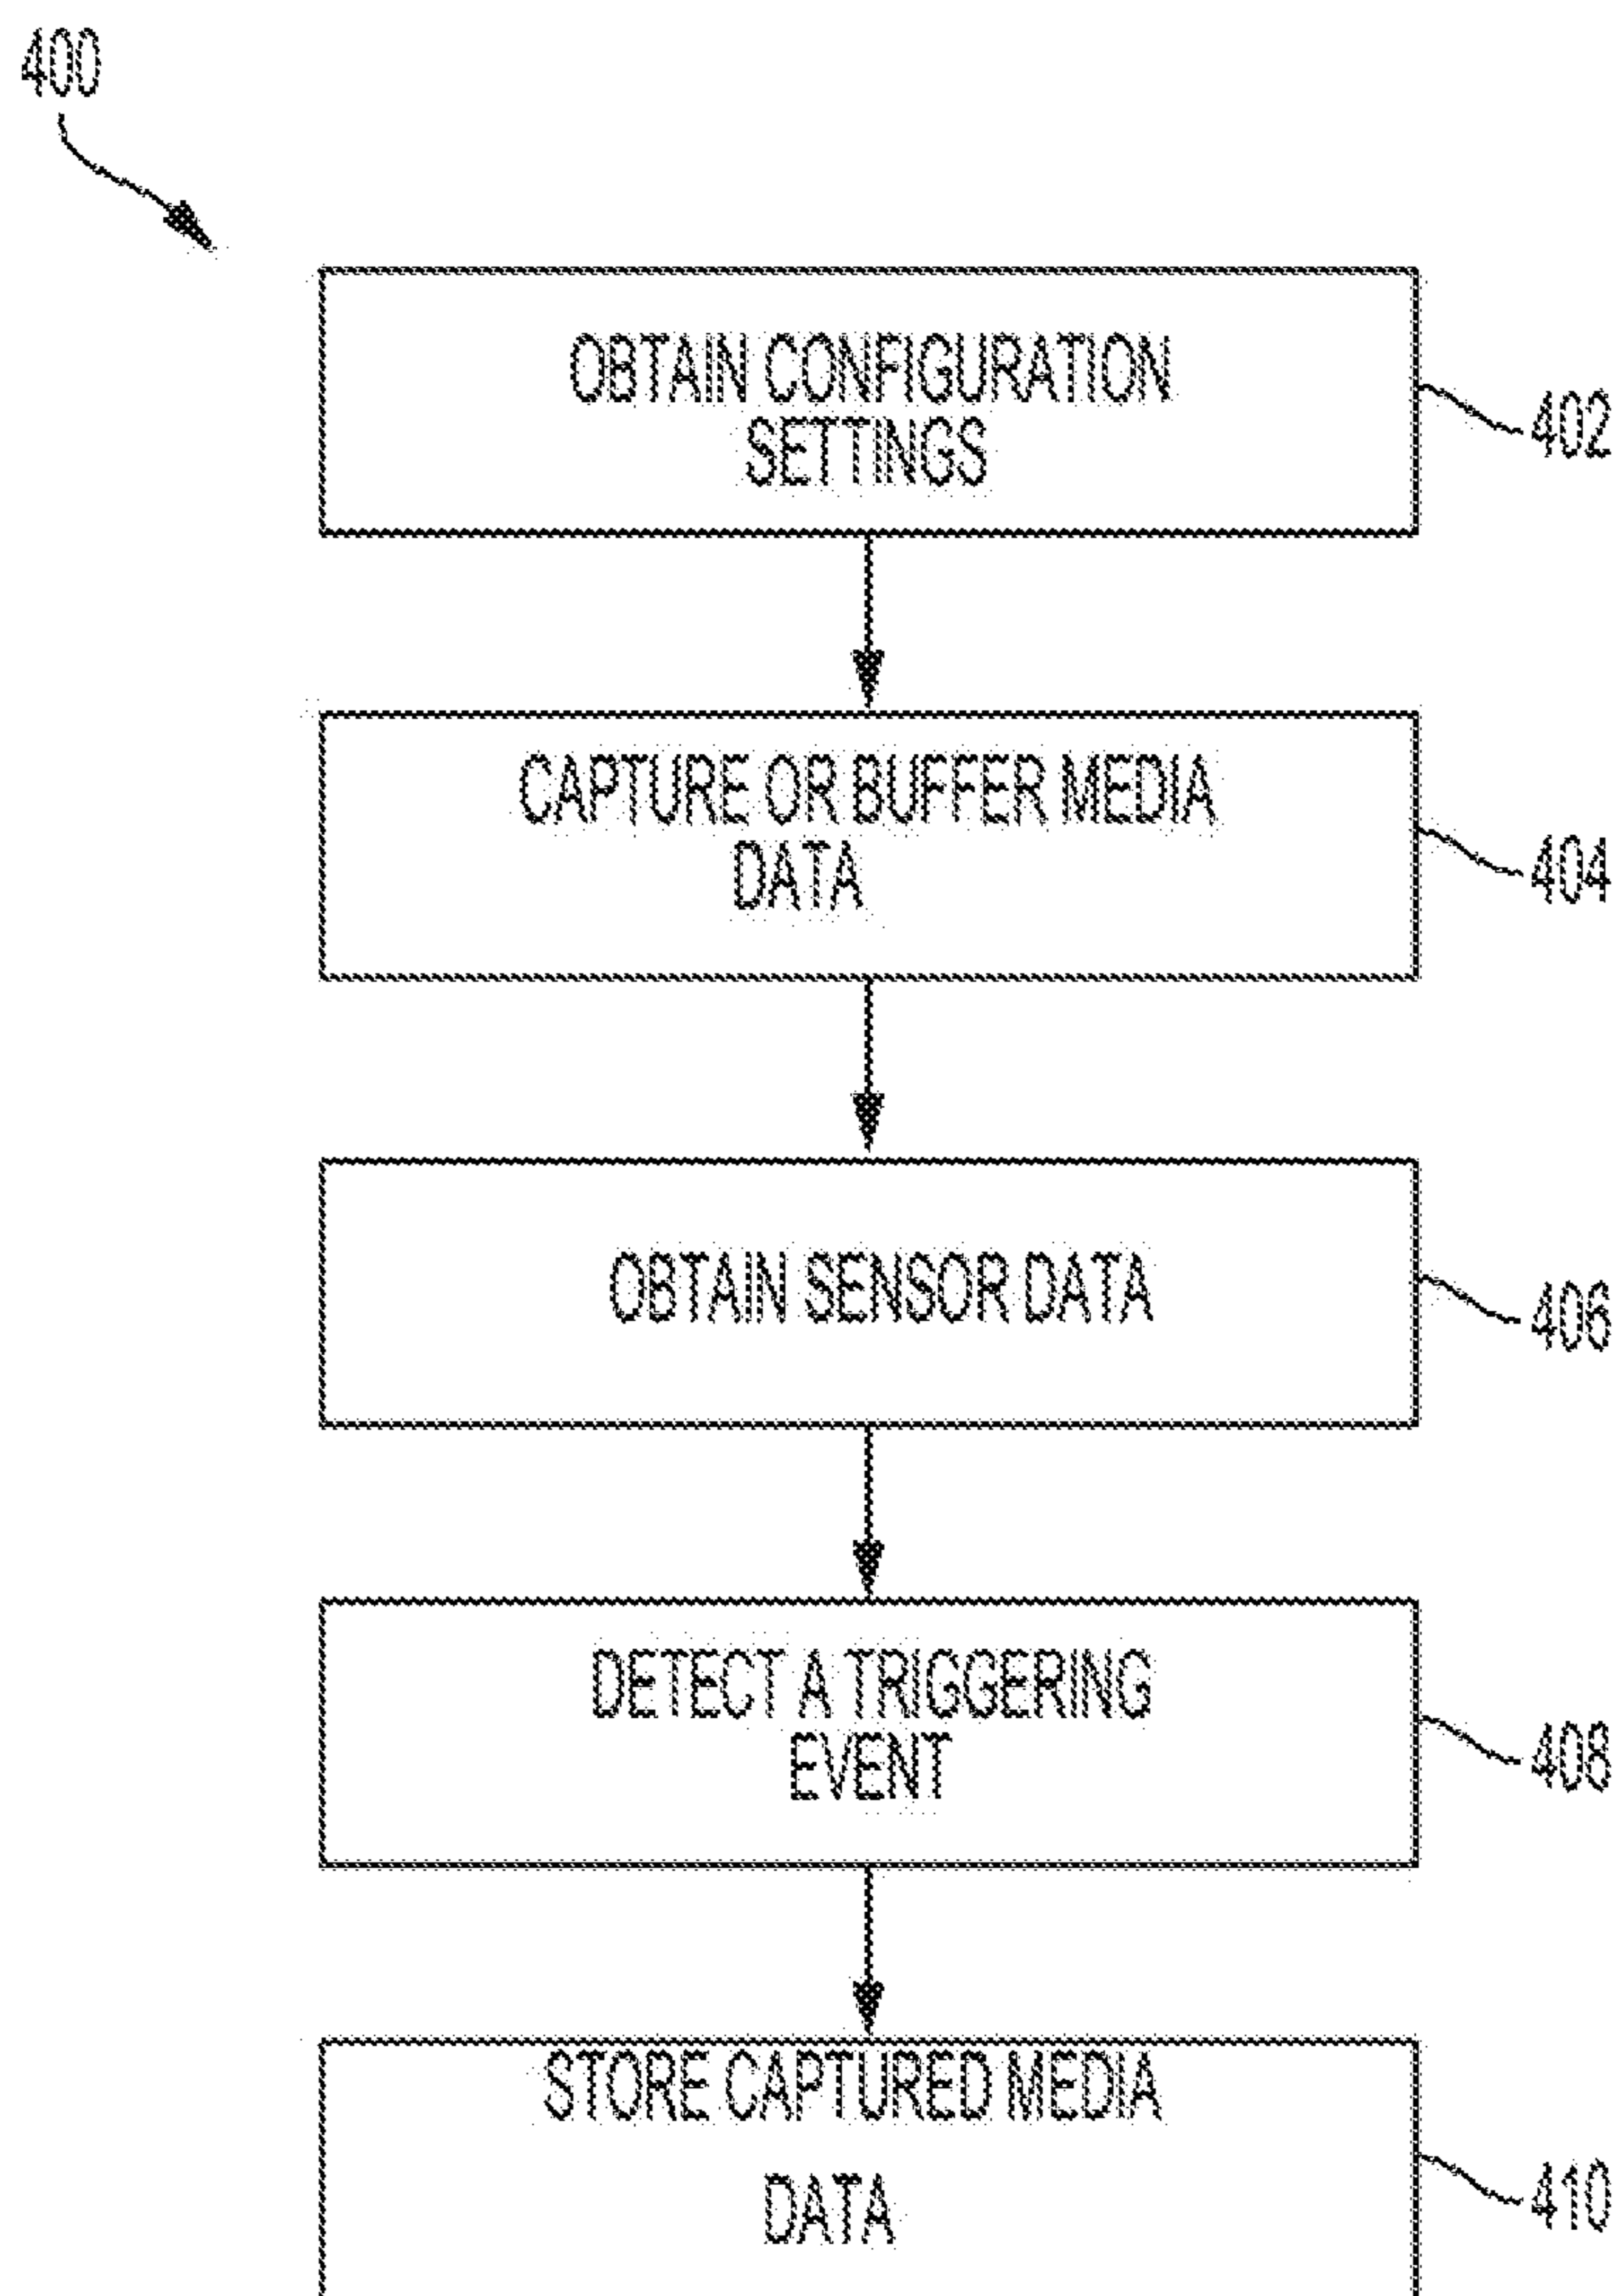 400
OBTAIN CONFIGURATION
SETTINGS
402
CAPTURE OR BUFFER MEDIA
DATA
404
OBTAIN SENSOR DATA
406
DETECT A TRIGGERING
EVENT
408
STORE CAPTURED MEDIA
DATA
410